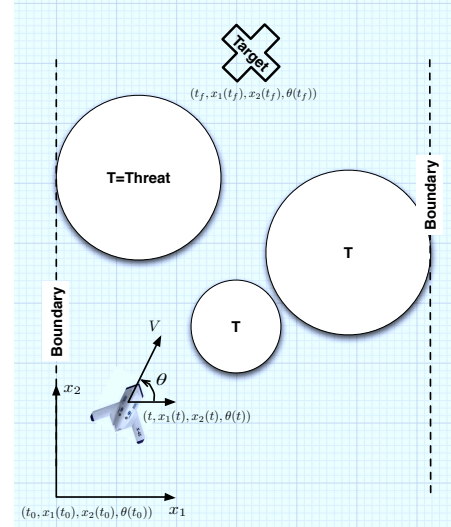 Target
(t_f, x_1(t_f), x_2(t_f), θ(t_f))
T=Threat
Boundary
T
T
Boundary
V
θ
x_2
(t, x_1(t), x_2(t), θ(t))
(t_0, x_1(t_0), x_2(t_0), θ(t_0))
x_1